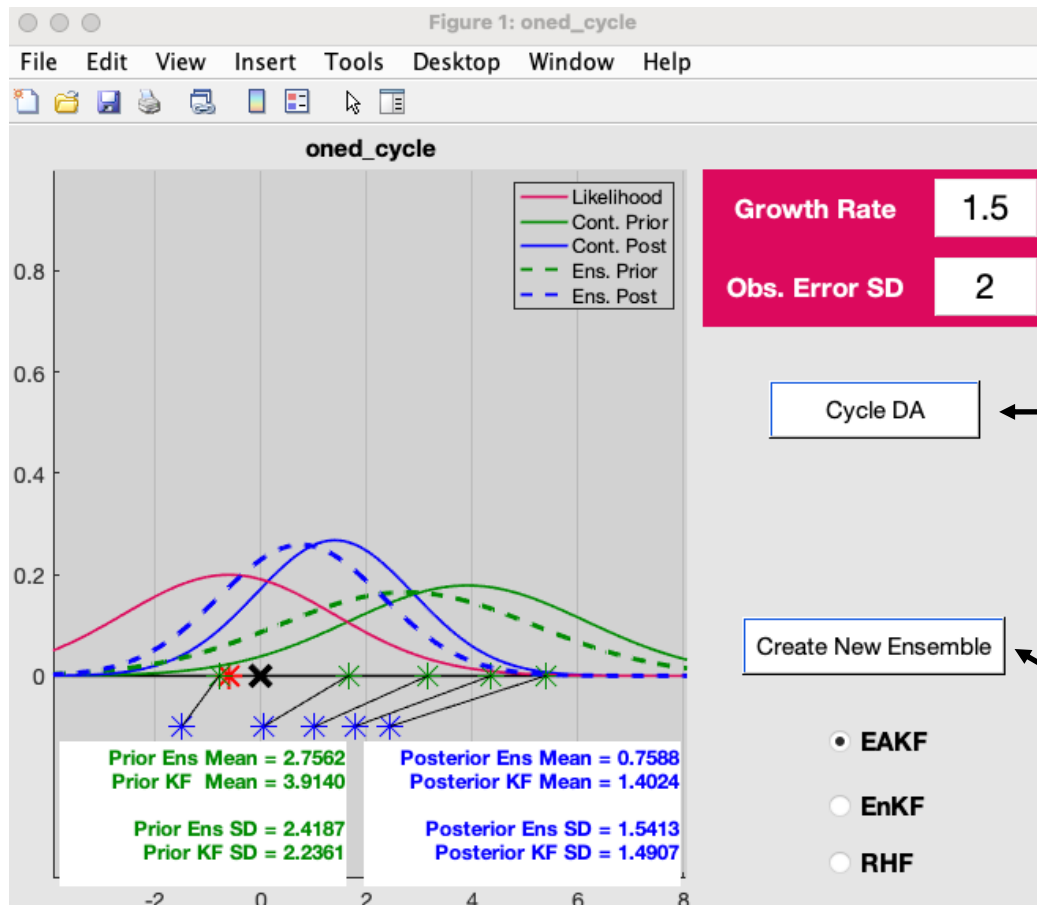 Figure 1: oned_cycle
File Edit View Insert Tools Desktop Window Help
oned_cycle
Likelihood
Cont. Prior
Cont. Post
Ens. Prior
Ens. Post
0.8
0.6
0.4
0.2
0
-2 0 2 4 6 8
Prior Ens Mean = 2.7562
Prior KF Mean = 3.9140
Prior Ens SD = 2.4187
Prior KF SD = 2.2361
Posterior Ens Mean = 0.7588
Posterior KF Mean = 1.4024
Posterior Ens SD = 1.5413
Posterior KF SD = 1.4907
Growth Rate 1.5
Obs. Error SD 2
Cycle DA
Create New Ensemble
EAKF
EnKF
RHF